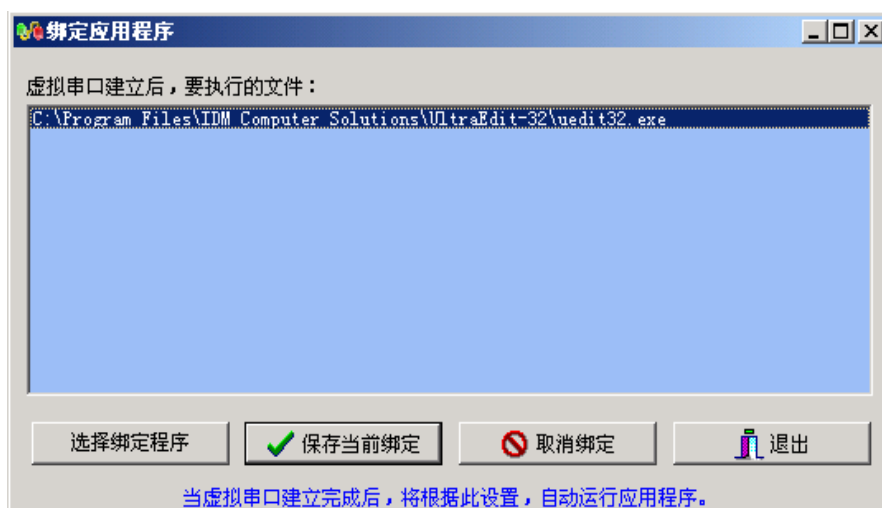 绑定应用程序
虚拟串口建立后，要执行的文件：
C:\Program Files\IDM Computer Solutions\UltraEdit-32\uedit32.exe
选择绑定程序
保存当前绑定
取消绑定
退出
当虚拟串口建立完成后，将根据此设置，自动运行应用程序。